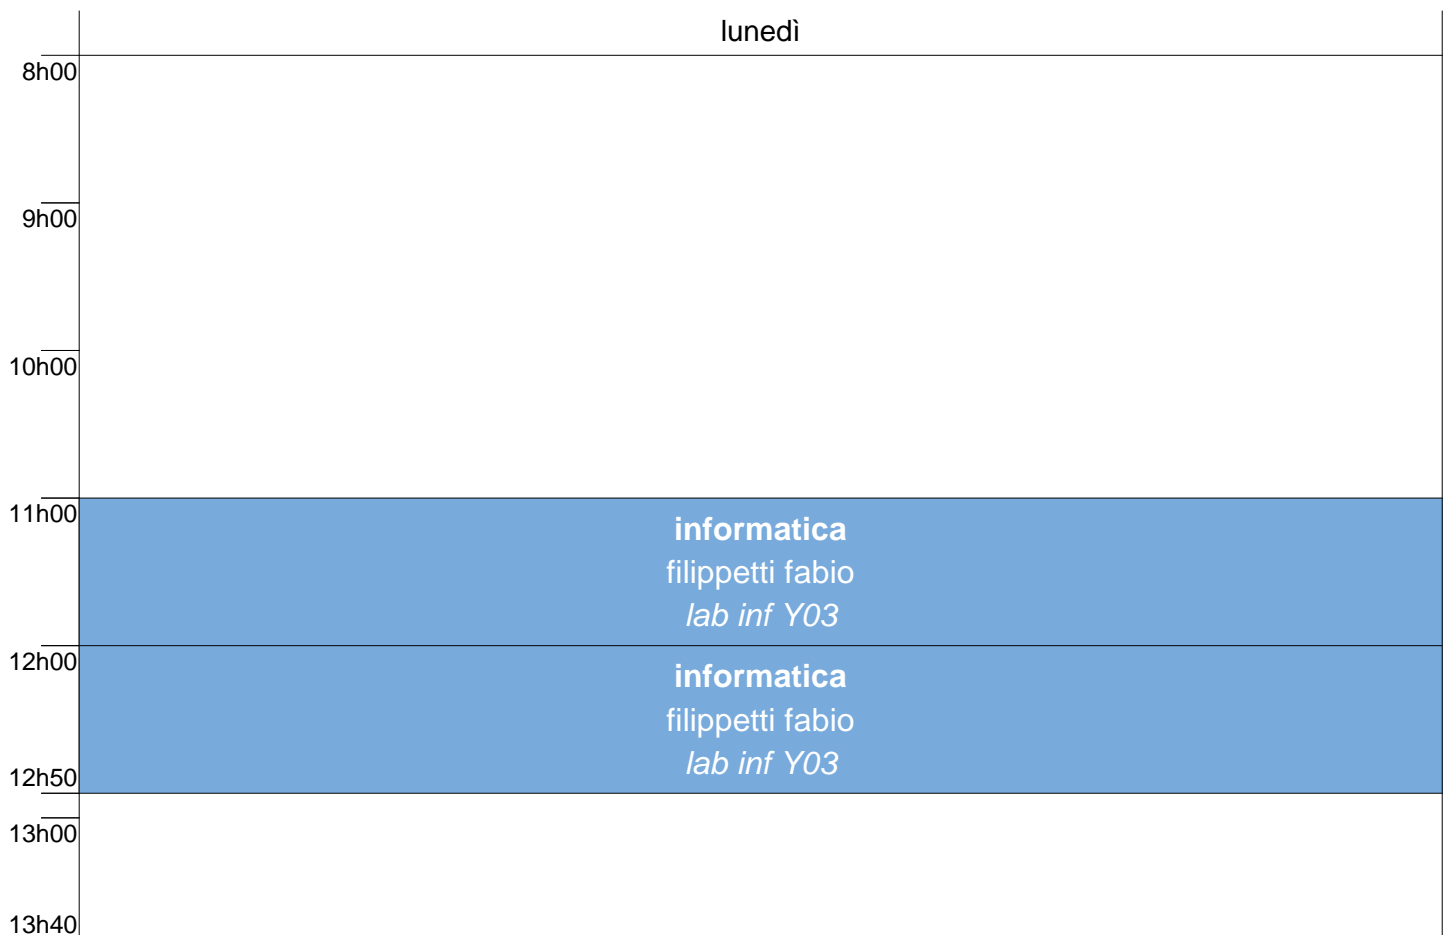 lunedì
8h00
9h00
10h00
11h00
informatica
filippetti fabio
lab inf Y03
12h00
informatica
filippetti fabio
lab inf Y03
12h50
13h00
13h40